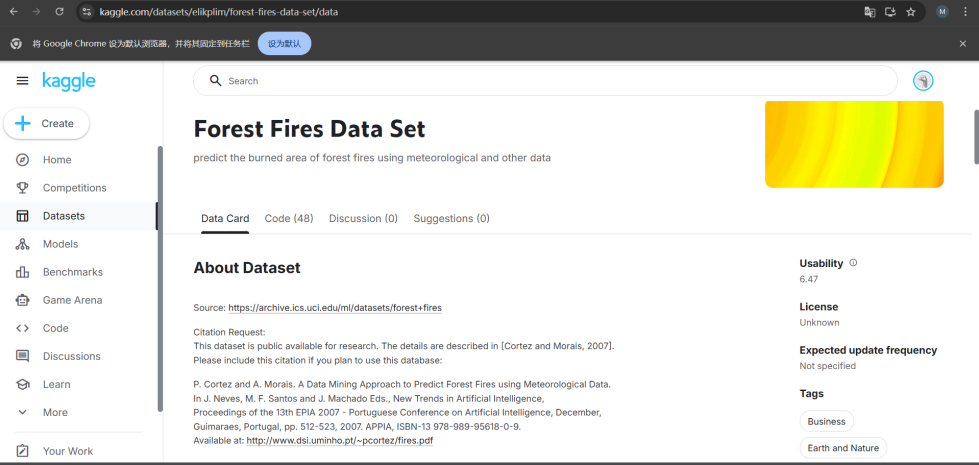 kaggle.com/datasets/elikplim/forest-fires-data-set/data
M
将 Google Chrome 设为默认浏览器，并将其固定到任务栏
设为默认
kaggle
Search
Create
Home
Competitions
Datasets
Models
Benchmarks
Game Arena
Code
Discussions
Learn
More
Your Work
Forest Fires Data Set
predict the burned area of forest fires using meteorological and other data
Data Card Code (48) Discussion (0) Suggestions (0)
About Dataset
Source: https://archive.ics.uci.edu/ml/datasets/forest+fires
Citation Request:
This dataset is public available for research. The details are described in [Cortez and Morais, 2007].
Please include this citation if you plan to use this database:
P. Cortez and A. Morais. A Data Mining Approach to Predict Forest Fires using Meteorological Data.
In J. Neves, M. F. Santos and J. Machado Eds., New Trends in Artificial Intelligence,
Proceedings of the 13th EPIA 2007 - Portuguese Conference on Artificial Intelligence, December,
Guimaraes, Portugal, pp. 512-523, 2007. APPIA, ISBN-13 978-989-95618-0-9.
Available at: http://www.dsi.uminho.pt/~pcortez/fires.pdf
Usability
6.47
License
Unknown
Expected update frequency
Not specified
Tags
Business
Earth and Nature